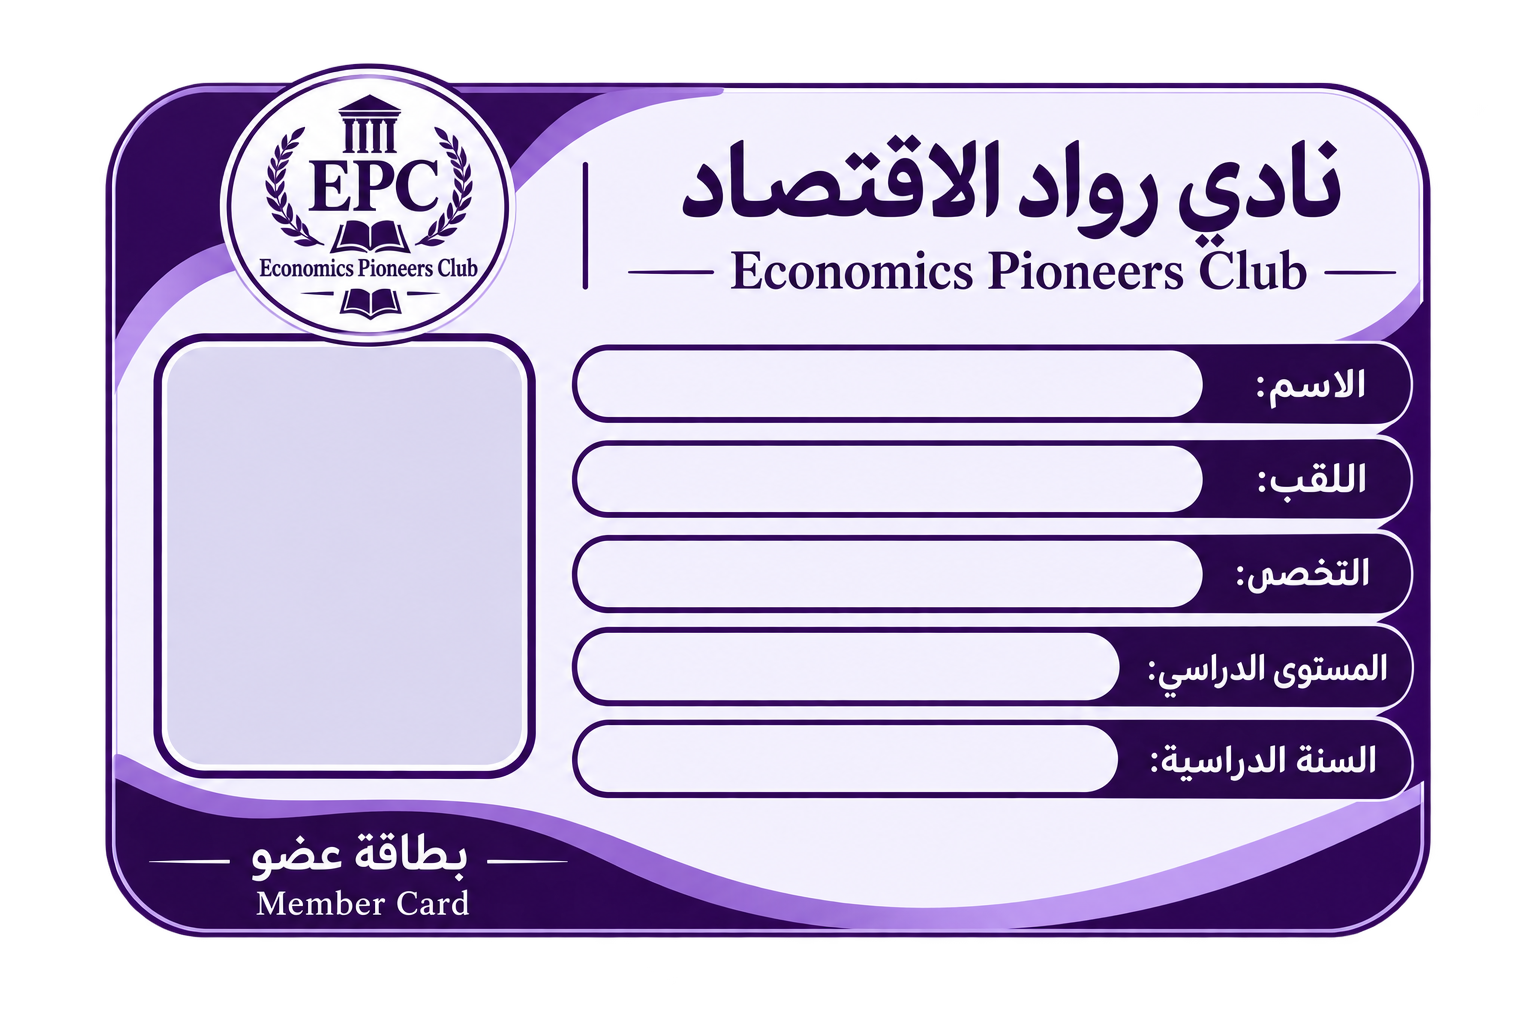 EPC
Economics Pioneers Club
نادي رواد الاقتصاد
Economics Pioneers Club
الاسم:
اللقب:
التخصص:
المستوى الدراسي:
السنة الدراسية:
بطاقة عضو
Member Card